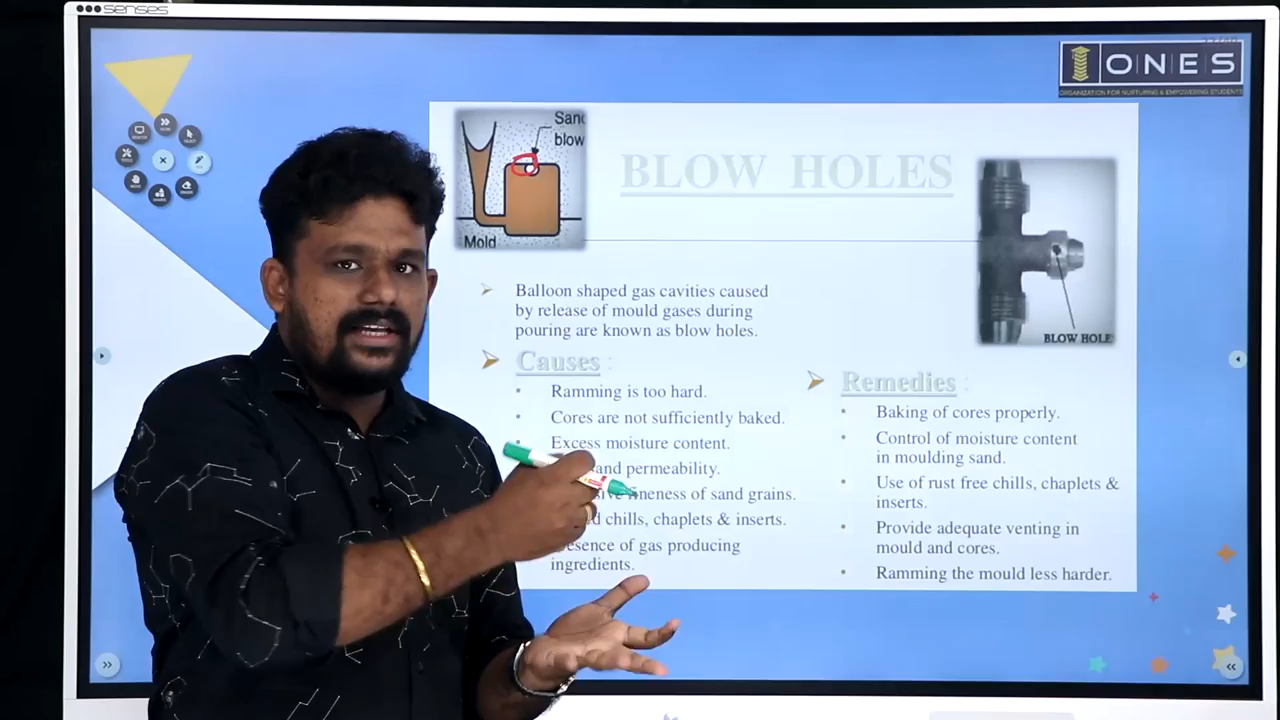 senses
ONES
ORGANIZATION FOR NURTURING & EMPOWERING STUDENTS
Sand
blow
Mold
BLOW HOLES
BLOW HOLE
Balloon shaped gas cavities caused
by release of mould gases during
pouring are known as blow holes.
Causes :
Ramming is too hard.
Cores are not sufficiently baked.
Excess moisture content.
and permeability.
fineness of sand grains.
chills, chaplets & inserts.
of gas producing
ingredients.
Remedies :
Baking of cores properly.
Control of moisture content
in moulding sand.
Use of rust free chills, chaplets &
inserts.
Provide adequate venting in
mould and cores.
Ramming the mould less harder.